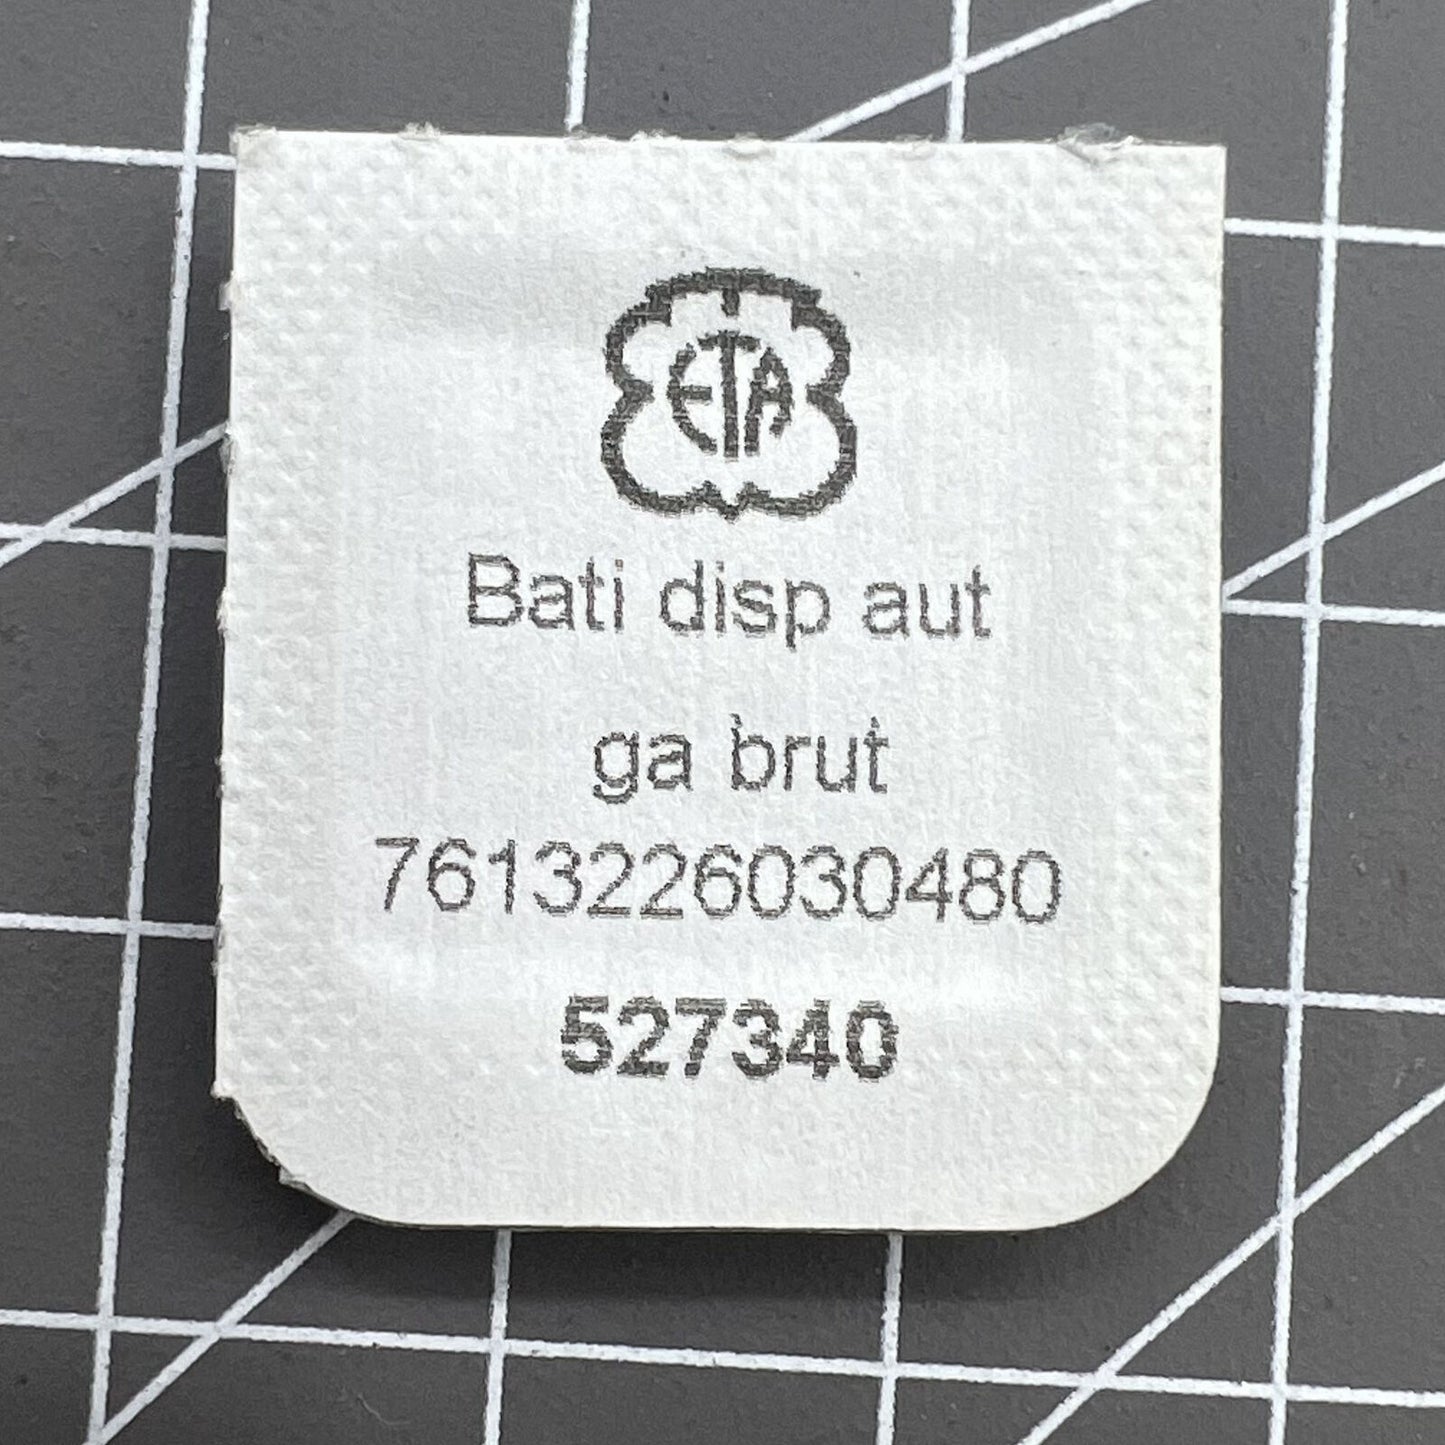 ETA
Bati disp aut
ga brut
7613226030480
527340